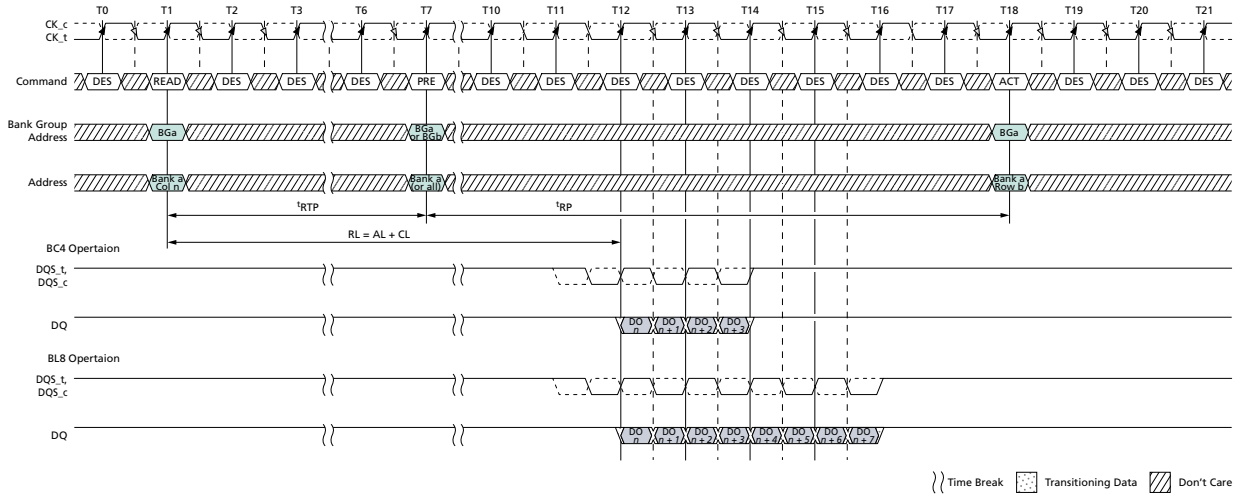 T0 T1 T2 T3 T6 T7 T10 T11 T12 T13 T14 T15 T16 T17 T18 T19 T20 T21
CK_c
CK_t
Command DES READ DES DES DES PRE DES DES DES DES DES DES DES DES ACT DES DES DES
Bank Group
Address
BGa
BGa
or BGb
BGa
Address
Bank a
Col n
Bank a
(or all)
Bank a
Row b
tRTP
tRP
RL = AL + CL
BC4 Opertaion
DQS_t,
DQS_c
DQ
DO
n
DO
n + 1
DO
n + 2
DO
n + 3
BL8 Opertaion
DQS_t,
DQS_c
DQ
DO
n
DO
n + 1
DO
n + 2
DO
n + 3
DO
n + 4
DO
n + 5
DO
n + 6
DO
n + 7
Time Break Transitioning Data Don't Care